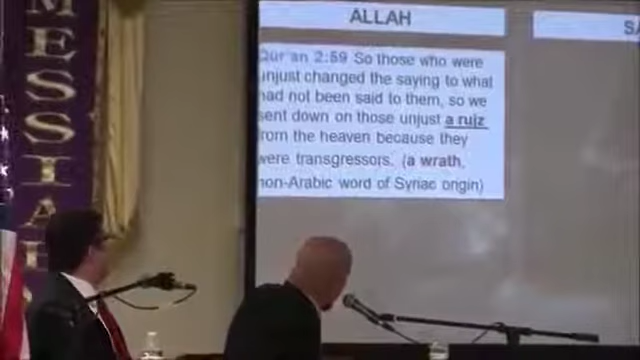 MESSIA
ALLAH
SA
Qur'an 2:59 So those who were
unjust changed the saying to what
had not been said to them, so we
sent down on those unjust a rujz
from the heaven because they
were transgressors. (a wrath,
non-Arabic word of Syriac origin)